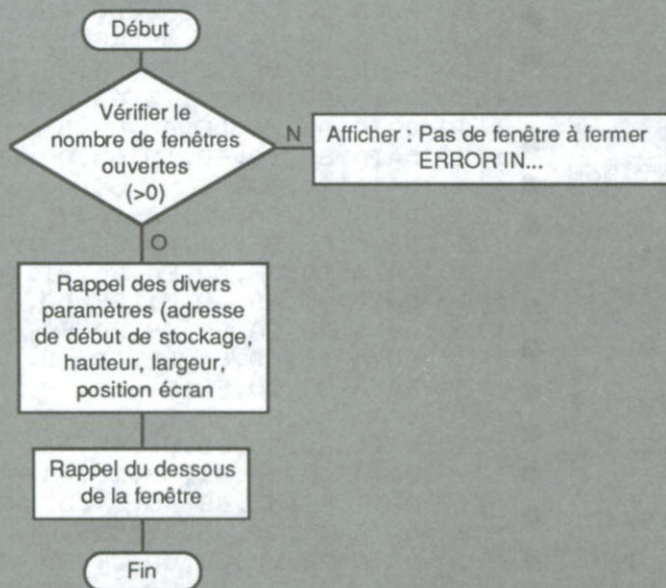 Début
Vérifier le
nombre de fenêtres
ouvertes
(>0)
N
Afficher : Pas de fenêtre à fermer
ERROR IN...
O
Rappel des divers
paramètres (adresse
de début de stockage,
hauteur, largeur,
position écran
Rappel du dessous
de la fenêtre
Fin